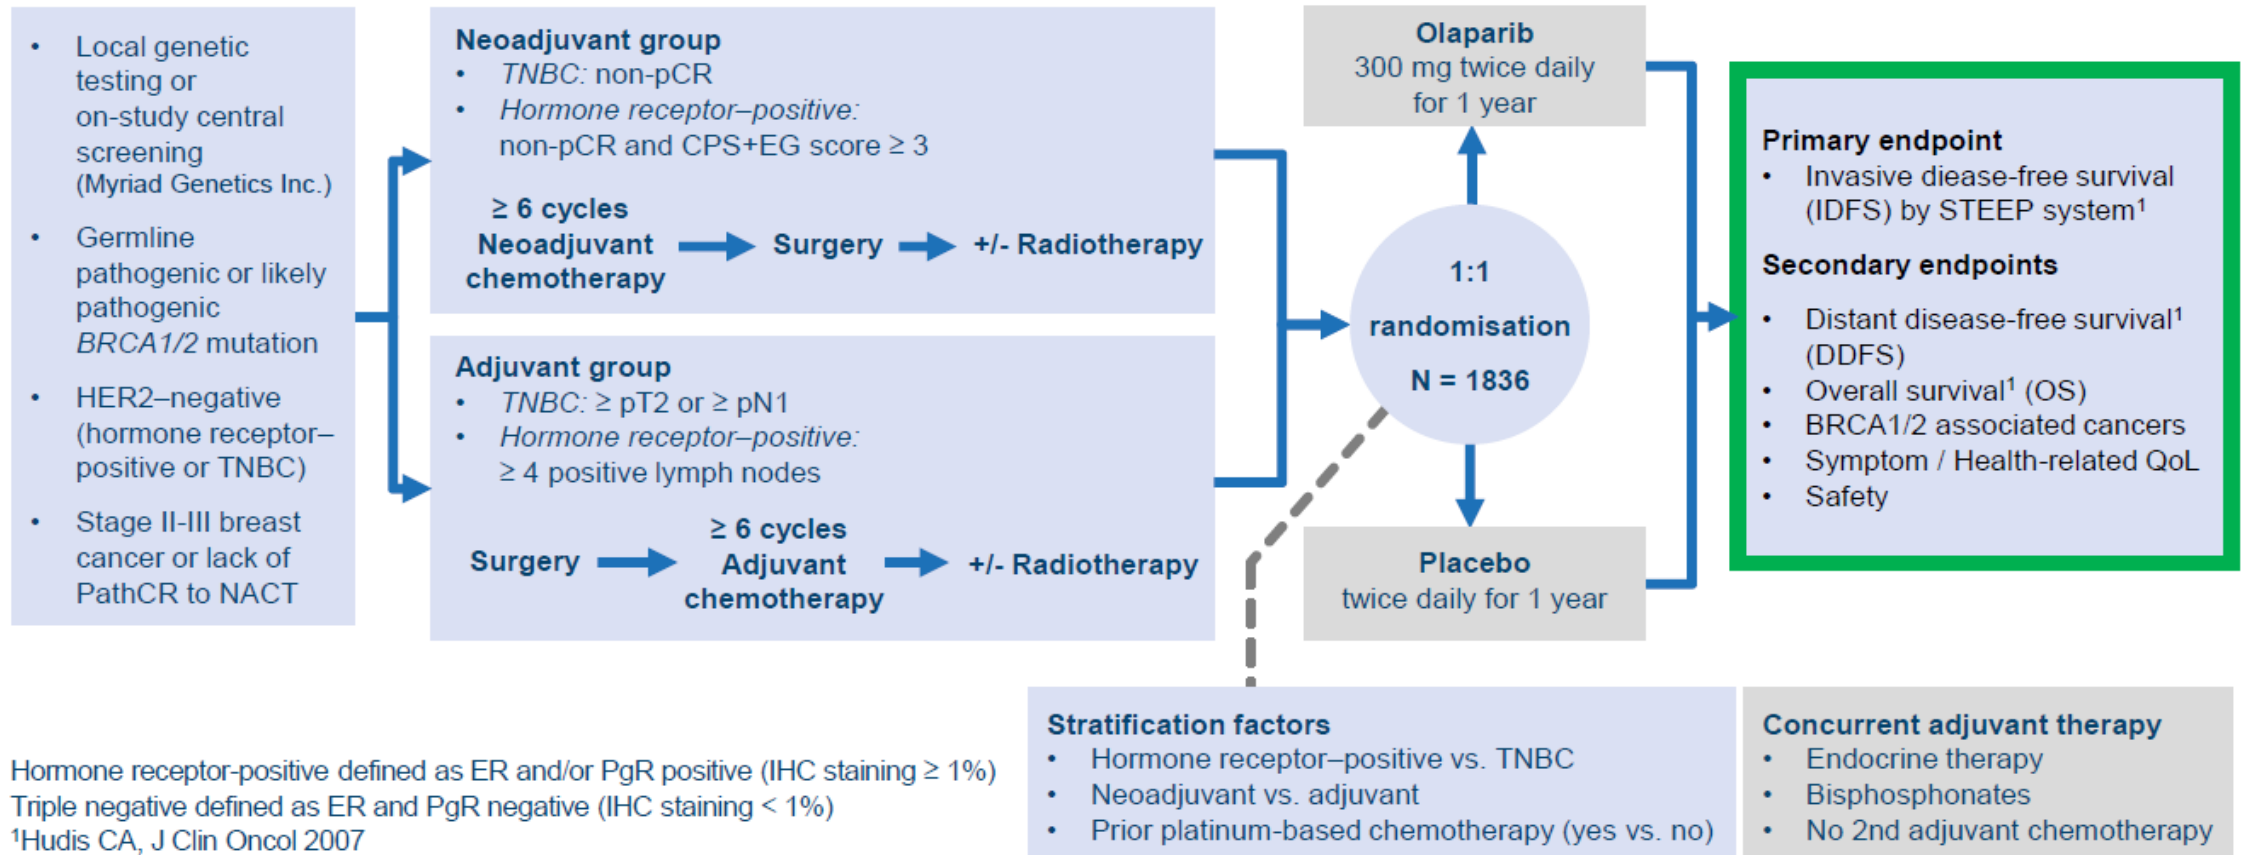 • Local genetic
testing or
on-study central
screening
(Myriad Genetics Inc.)
• Germline
pathogenic or likely
pathogenic
BRCA1/2 mutation
• HER2–negative
(hormone receptor–
positive or TNBC)
• Stage II-III breast
cancer or lack of
PathCR to NACT
Neoadjuvant group
• TNBC: non-pCR
• Hormone receptor–positive:
non-pCR and CPS+EG score ≥ 3
≥ 6 cycles
Neoadjuvant
chemotherapy
Surgery
+/- Radiotherapy
Adjuvant group
• TNBC: ≥ pT2 or ≥ pN1
• Hormone receptor–positive:
≥ 4 positive lymph nodes
Surgery
≥ 6 cycles
Adjuvant
chemotherapy
+/- Radiotherapy
Olaparib
300 mg twice daily
for 1 year
1:1
randomisation
N = 1836
Placebo
twice daily for 1 year
Primary endpoint
• Invasive diease-free survival
(IDFS) by STEEP system¹
Secondary endpoints
• Distant disease-free survival¹
(DDFS)
• Overall survival¹ (OS)
• BRCA1/2 associated cancers
• Symptom / Health-related QoL
• Safety
Stratification factors
• Hormone receptor–positive vs. TNBC
• Neoadjuvant vs. adjuvant
• Prior platinum-based chemotherapy (yes vs. no)
Concurrent adjuvant therapy
• Endocrine therapy
• Bisphosphonates
• No 2nd adjuvant chemotherapy
Hormone receptor-positive defined as ER and/or PgR positive (IHC staining ≥ 1%)
Triple negative defined as ER and PgR negative (IHC staining < 1%)
¹Hudis CA, J Clin Oncol 2007